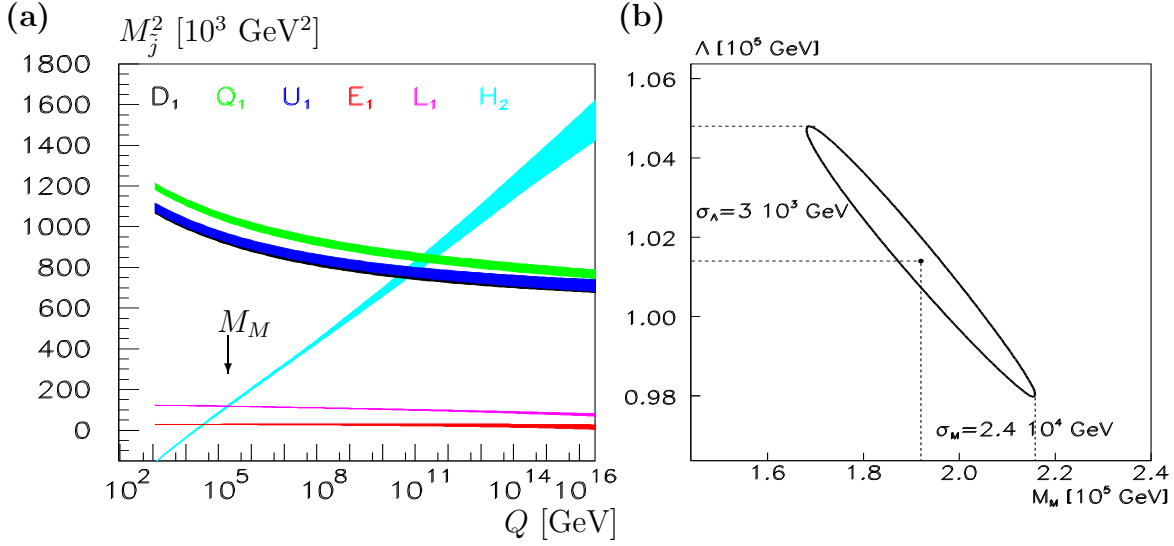 (a)
M²_j̃ [10³ GeV²]
1800
1600
1400
1200
1000
800
600
400
200
0
D₁ Q₁ U₁ E₁ L₁ H₂
M_M
10² 10⁵ 10⁸ 10¹¹ 10¹⁴ 10¹⁶
Q [GeV]
(b)
Λ [10⁵ GeV]
1.06
1.04
1.02
1.00
0.98
σ_Λ=3 10³ GeV
σ_M=2.4 10⁴ GeV
1.6 1.8 2.0 2.2 2.4
M_M [10⁵ GeV]